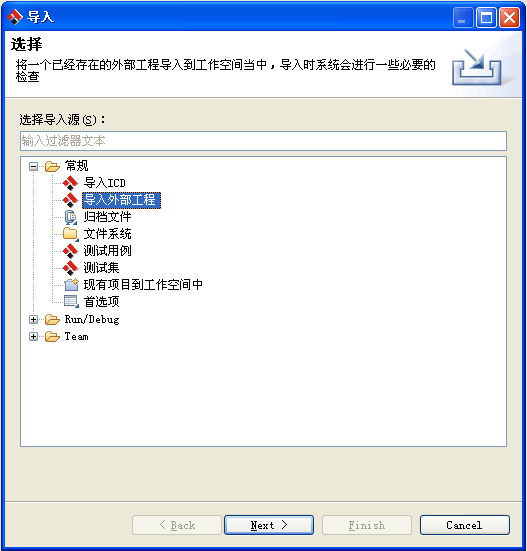 导入
选择
将一个已经存在的外部工程导入到工作空间当中，导入时系统会进行一些必要的
检查
选择导入源(S)：
输入过滤器文本
常规
导入ICD
导入外部工程
归档文件
文件系统
测试用例
测试集
现有项目到工作空间中
首选项
Run/Debug
Team
< Back
Next >
Finish
Cancel